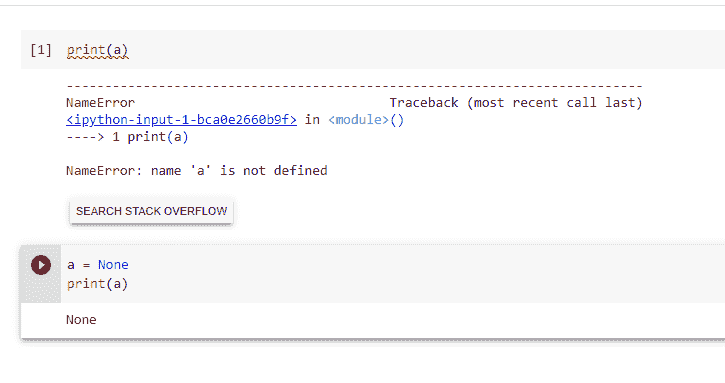 [1] print(a)
---------------------------------------------------------------------------
NameError                                 Traceback (most recent call last)
<ipython-input-1-bca0e2660b9f> in <module>()
----> 1 print(a)
NameError: name 'a' is not defined
SEARCH STACK OVERFLOW
a = None
print(a)
None